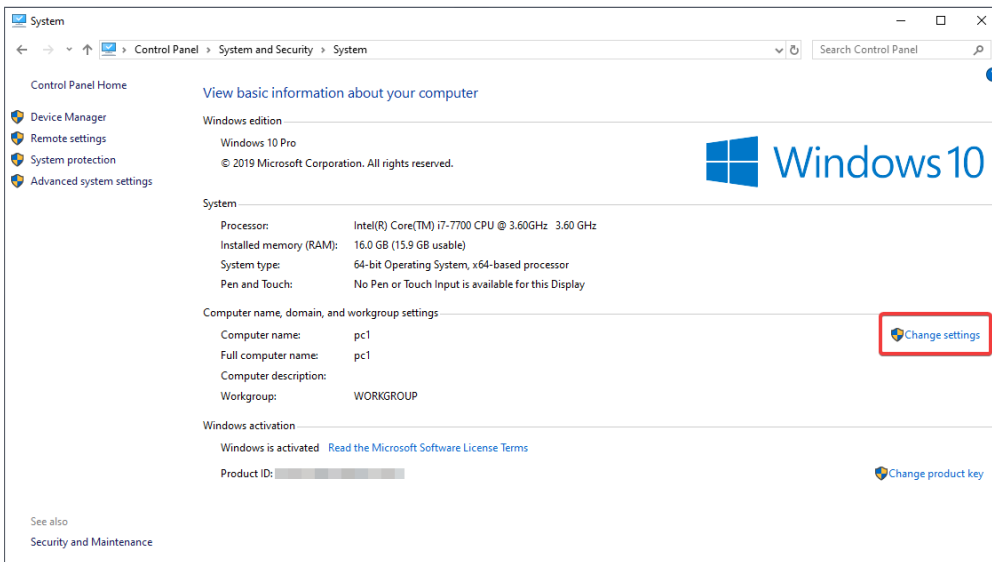 System
Control Panel > System and Security > System
Search Control Panel
Control Panel Home
Device Manager
Remote settings
System protection
Advanced system settings
View basic information about your computer
Windows edition
Windows 10 Pro
© 2019 Microsoft Corporation. All rights reserved.
Windows 10
System
Processor: Intel(R) Core(TM) i7-7700 CPU @ 3.60GHz 3.60 GHz
Installed memory (RAM): 16.0 GB (15.9 GB usable)
System type: 64-bit Operating System, x64-based processor
Pen and Touch: No Pen or Touch Input is available for this Display
Computer name, domain, and workgroup settings
Computer name: pc1
Change settings
Full computer name: pc1
Computer description:
Workgroup: WORKGROUP
Windows activation
Windows is activated Read the Microsoft Software License Terms
Product ID:
Change product key
See also
Security and Maintenance